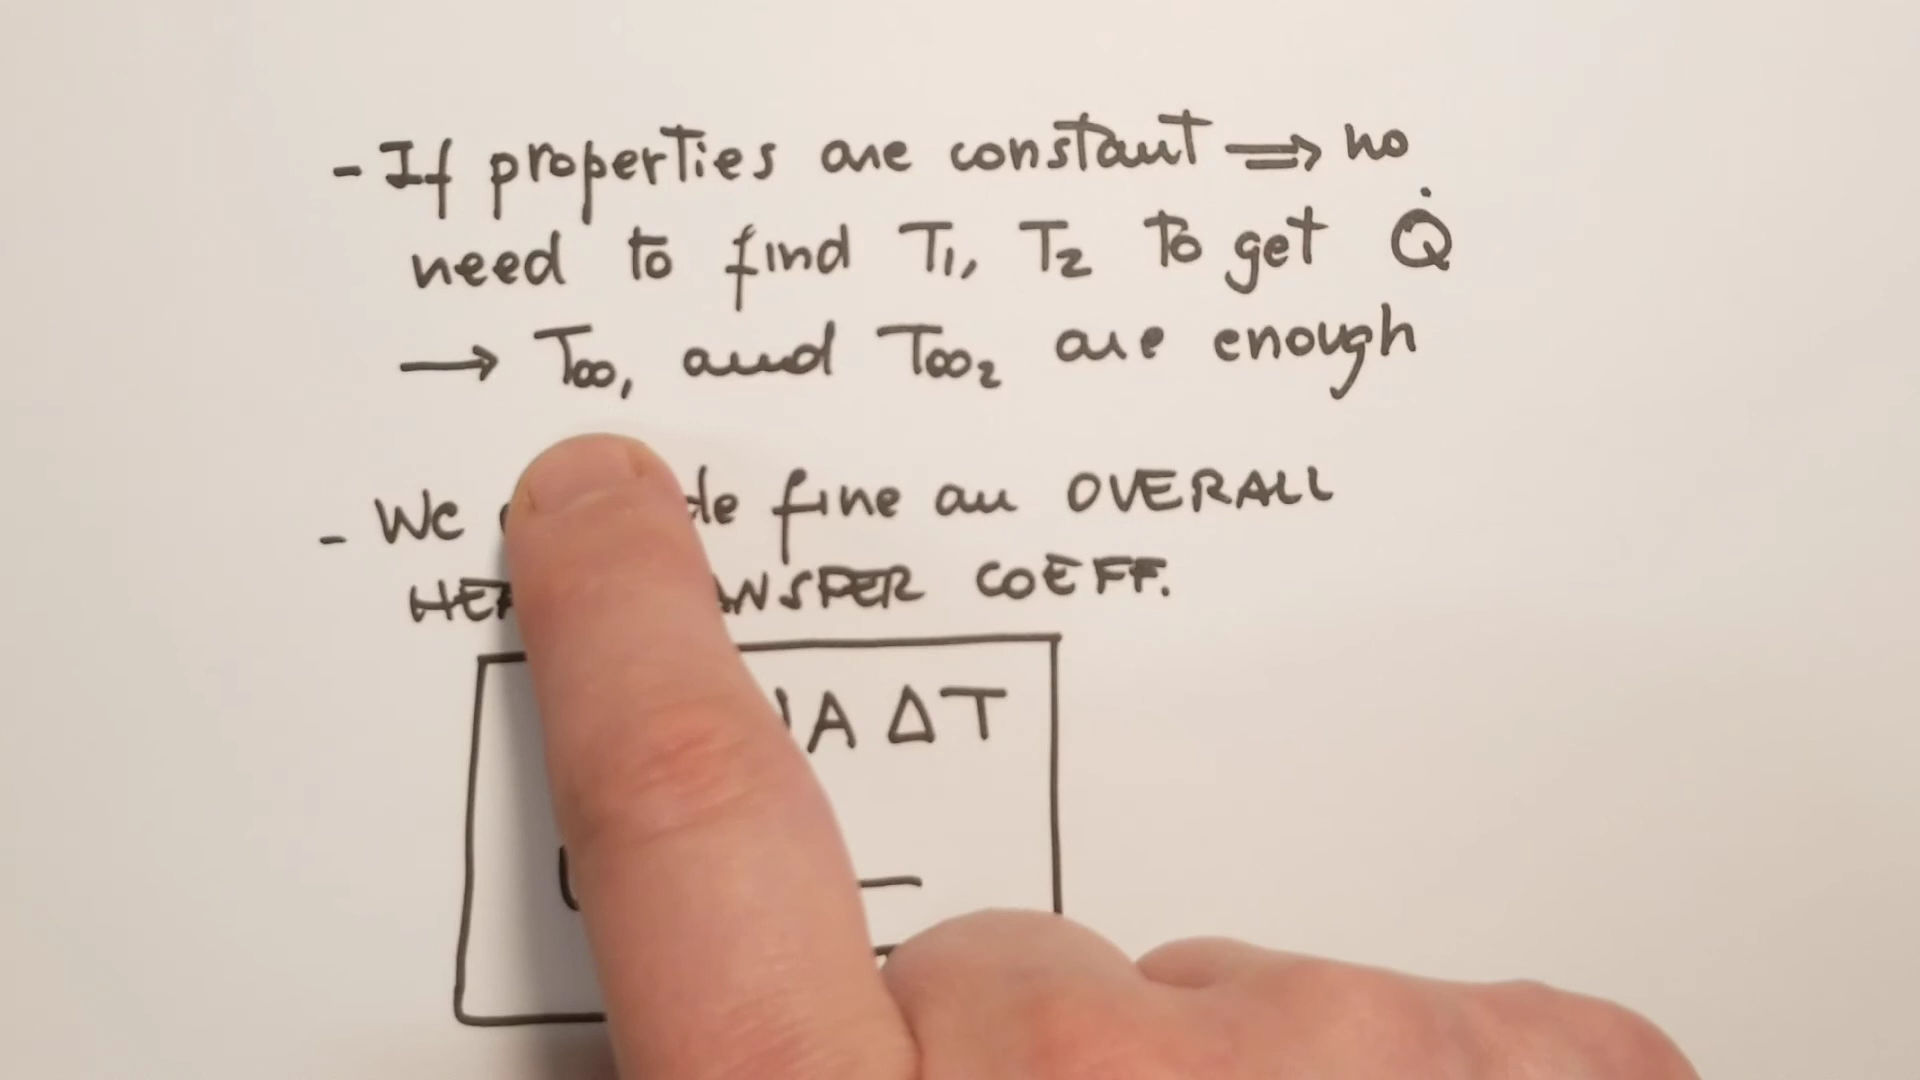 - If properties are constant ⟹ no
need to find T₁, T₂ to get Q̇
→ T∞₁ and T∞₂ are enough
- We define an OVERALL
COEFF.
A ΔT